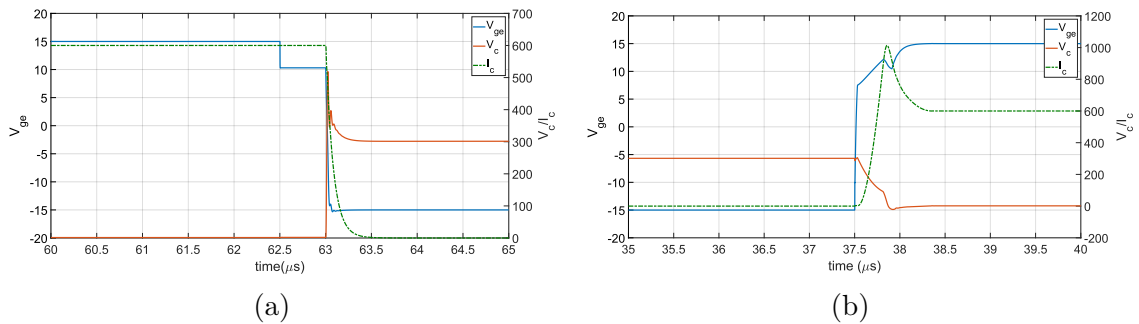 20
15
10
5
0
-5
-10
-15
-20
V_ge
700
600
500
400
300
200
100
0
V_c/I_c
V_ge
V_c
I_c
60 60.5 61 61.5 62 62.5 63 63.5 64 64.5 65
time(μs)
(a)
20
15
10
5
0
-5
-10
-15
-20
V_ge
1200
1000
800
600
400
200
0
-200
V_c/I_c
V_ge
V_c
I_c
35 35.5 36 36.5 37 37.5 38 38.5 39 39.5 40
time (μs)
(b)